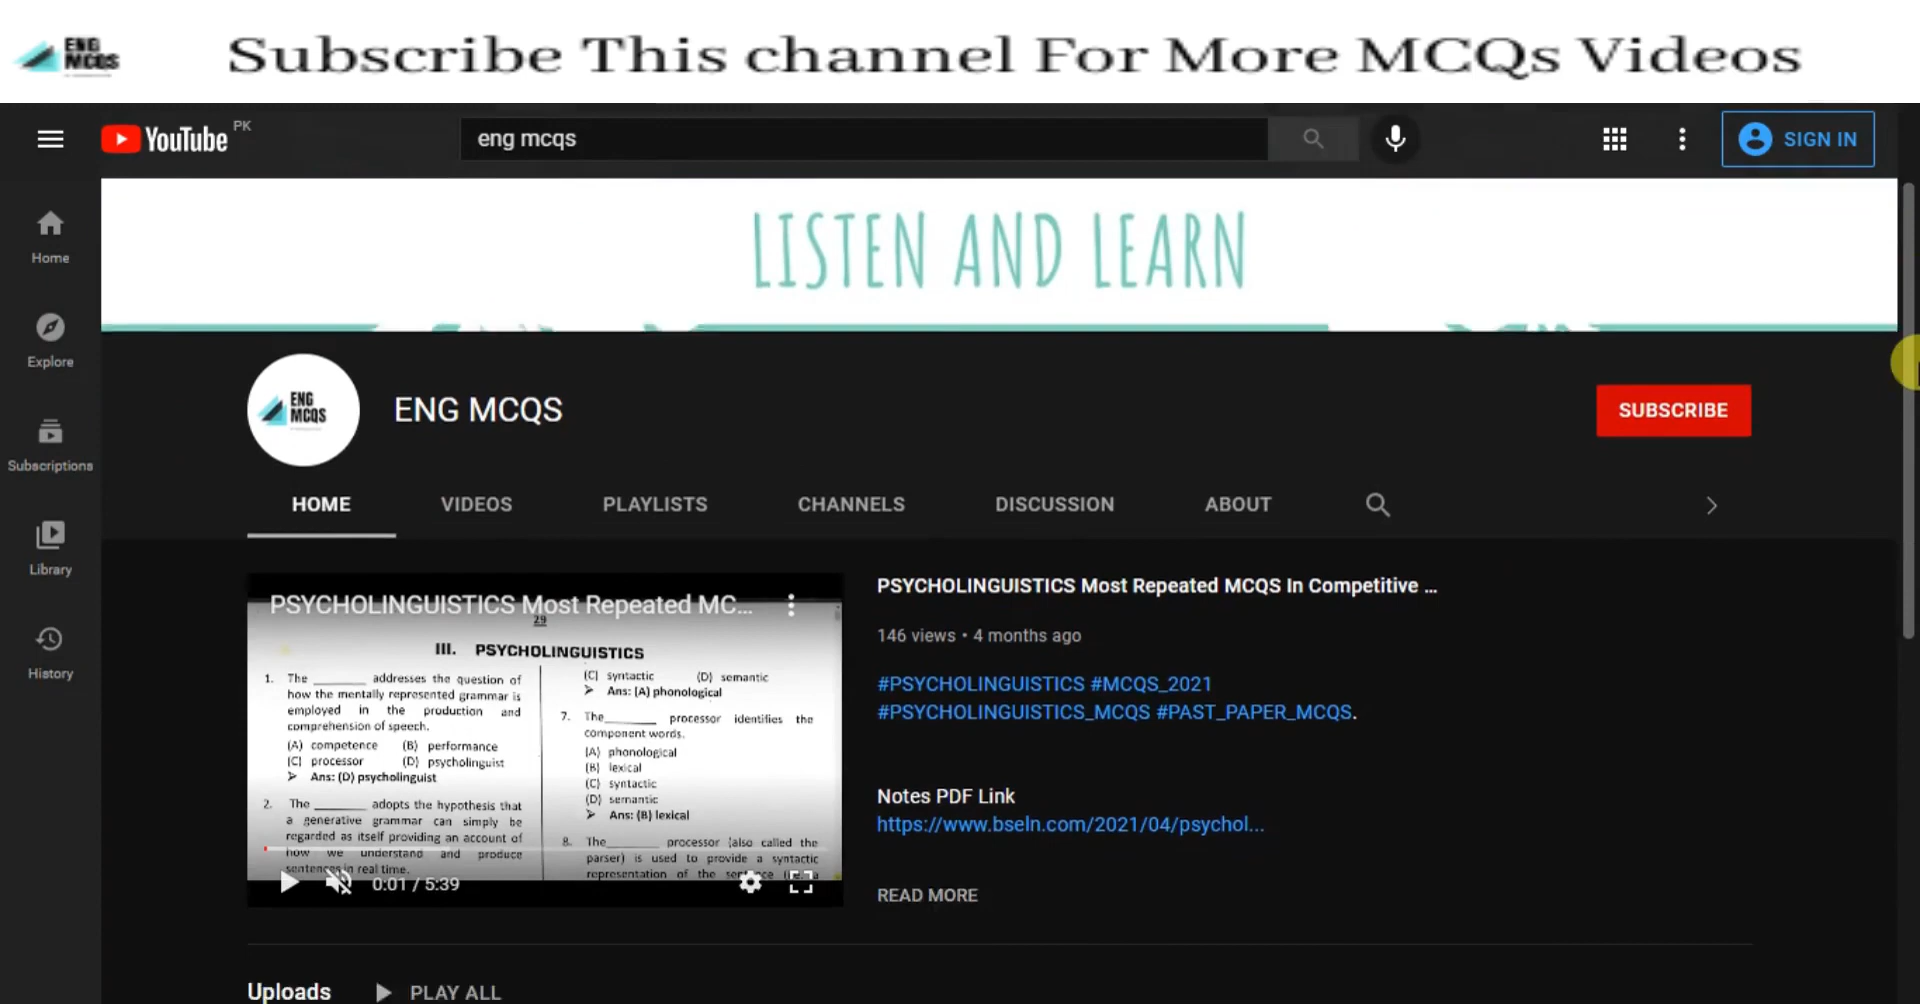 ENG
MCQS
Subscribe This channel For More MCQs Videos
YouTube PK
eng mcqs
SIGN IN
Home
Explore
Subscriptions
Library
History
LISTEN AND LEARN
ENG
MCQS
ENG MCQS
SUBSCRIBE
HOME VIDEOS PLAYLISTS CHANNELS DISCUSSION ABOUT
PSYCHOLINGUISTICS Most Repeated MC...
29
III. PSYCHOLINGUISTICS
1. The ______ addresses the question of
how the mentally represented grammar is
employed in the production and
comprehension of speech.
(A) competence (B) performance
(C) processor (D) psycholinguist
➢ Ans: (D) psycholinguist
2. The ______ adopts the hypothesis that
a generative grammar can simply be
regarded as itself providing an account of
how we understand and produce
sentences in real time.
(C) syntactic (D) semantic
➢ Ans: (A) phonological
7. The ______ processor identifies the
component words.
(A) phonological
(B) lexical
(C) syntactic
(D) semantic
➢ Ans: (B) lexical
8. The ______ processor (also called the
parser) is used to provide a syntactic
representation of the
0:01 / 5:39
PSYCHOLINGUISTICS Most Repeated MCQS In Competitive ...
146 views • 4 months ago
#PSYCHOLINGUISTICS #MCQS_2021
#PSYCHOLINGUISTICS_MCQS #PAST_PAPER_MCQS.
Notes PDF Link
https://www.bseln.com/2021/04/psychol...
READ MORE
Uploads PLAY ALL